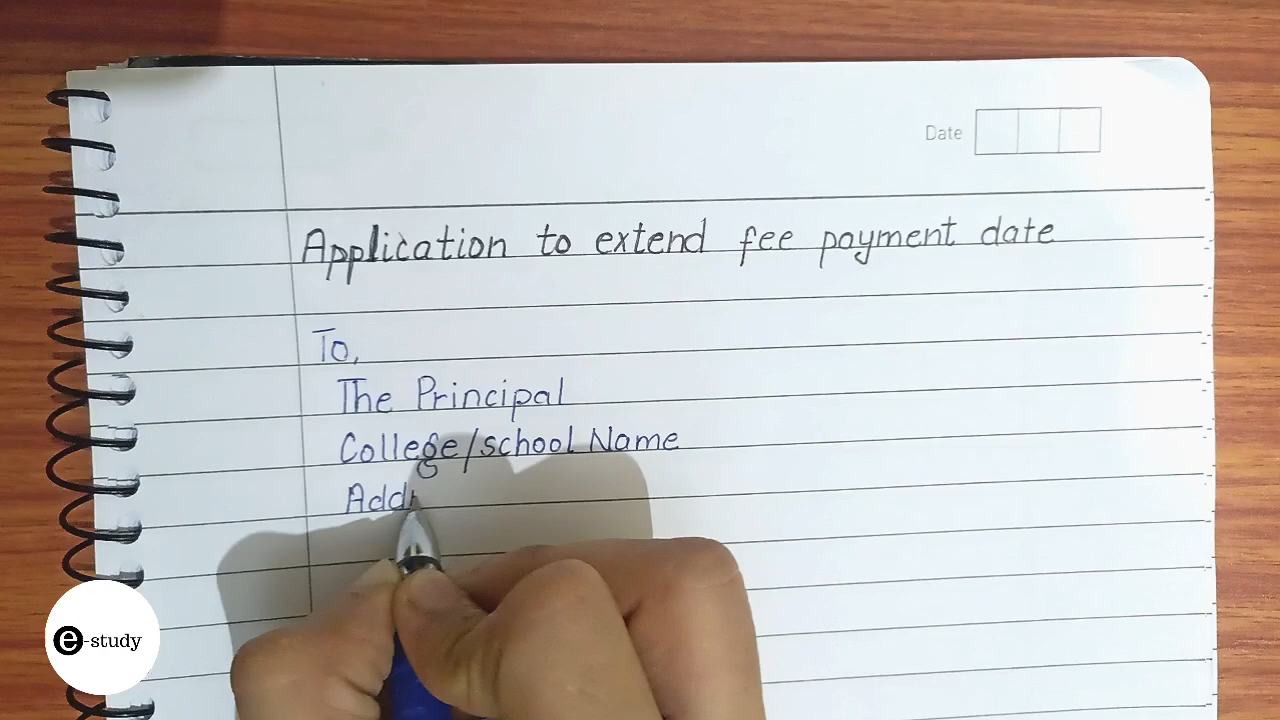 Date
Application to extend fee payment date
To,
The Principal
College/school Name
Add
e-study